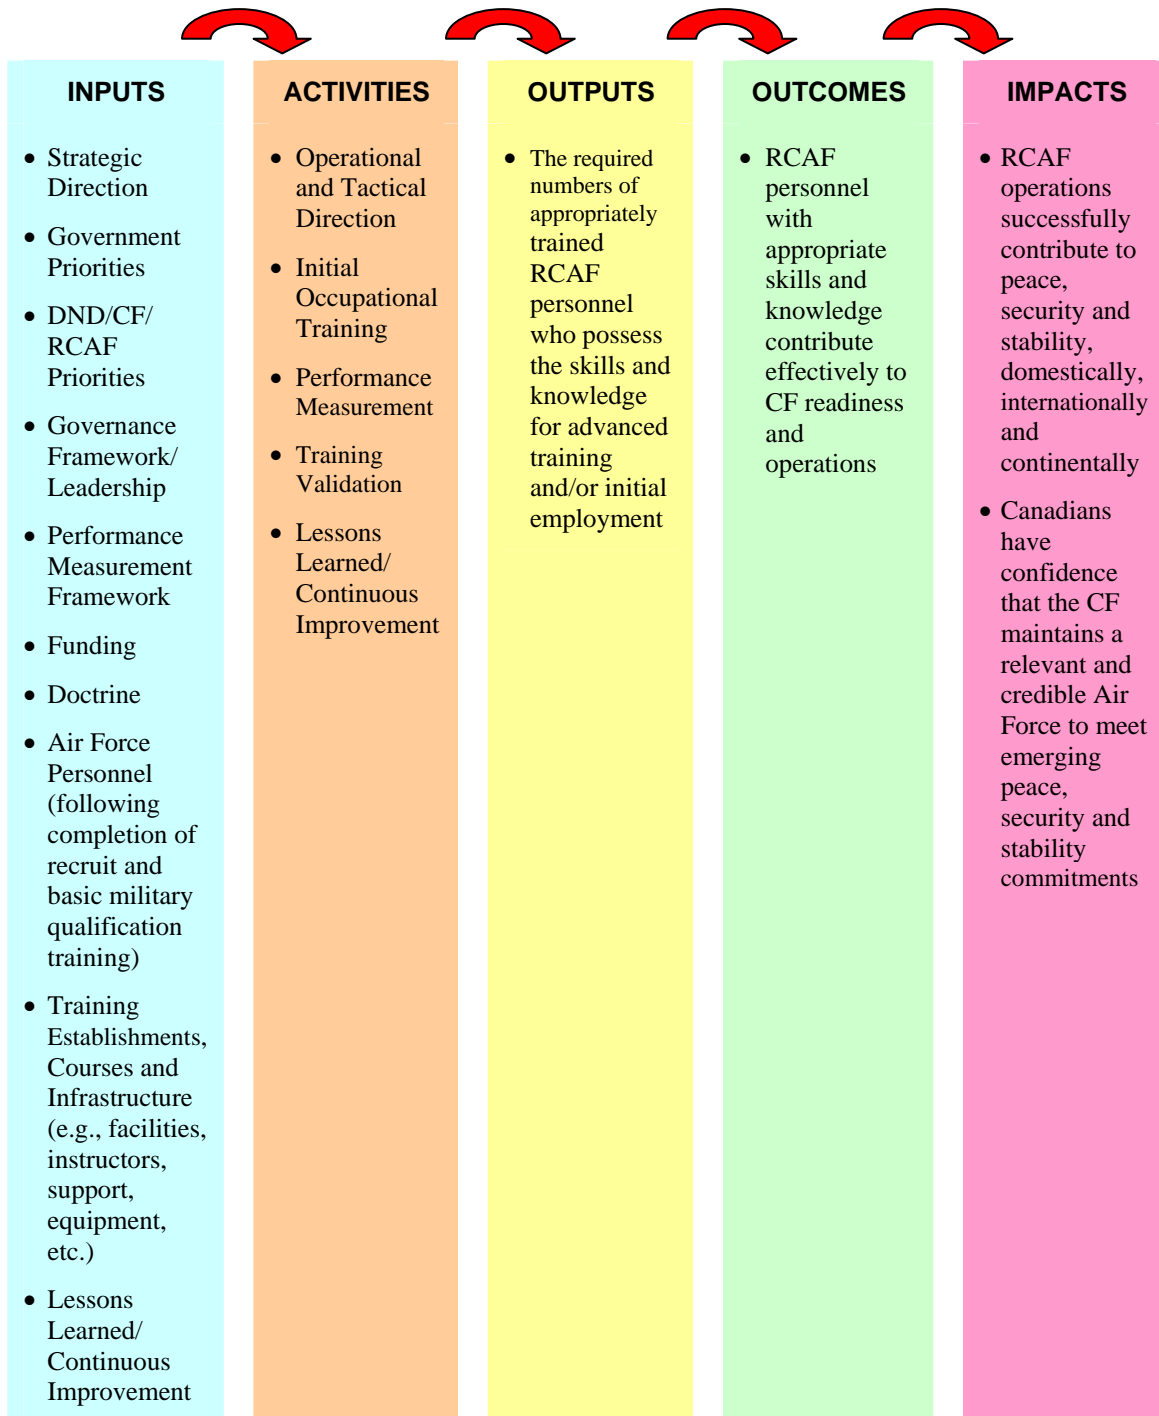 INPUTS
Strategic
Direction
Government
Priorities
DND/CF/
RCAF
Priorities
Governance
Framework/
Leadership
Performance
Measurement
Framework
Funding
Doctrine
Air Force
Personnel
(following
completion of
recruit and
basic military
qualification
training)
Training
Establishments,
Courses and
Infrastructure
(e.g., facilities,
instructors,
support,
equipment,
etc.)
Lessons
Learned/
Continuous
Improvement
ACTIVITIES
Operational
and Tactical
Direction
Initial
Occupational
Training
Performance
Measurement
Training
Validation
Lessons
Learned/
Continuous
Improvement
OUTPUTS
The required
numbers of
appropriately
trained
RCAF
personnel
who possess
the skills and
knowledge
for advanced
training
and/or initial
employment
OUTCOMES
RCAF
personnel
with
appropriate
skills and
knowledge
contribute
effectively to
CF readiness
and
operations
IMPACTS
RCAF
operations
successfully
contribute to
peace,
security and
stability,
domestically,
internationally
and
continentally
Canadians
have
confidence
that the CF
maintains a
relevant and
credible Air
Force to meet
emerging
peace,
security and
stability
commitments